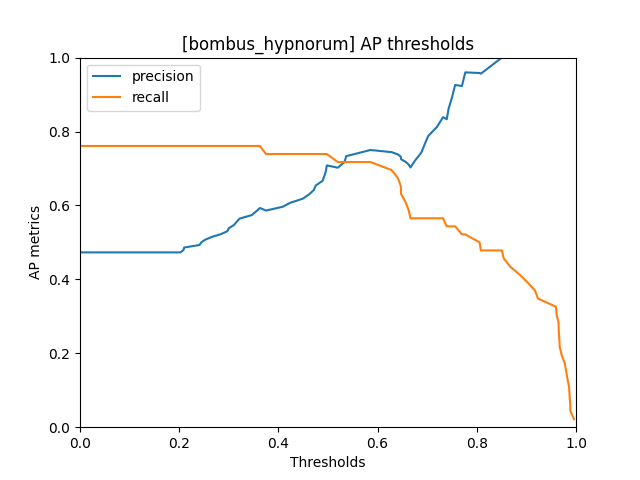 [bombus_hypnorum] AP thresholds
precision
recall
AP metrics
1.0
0.8
0.6
0.4
0.2
0.0
0.0 0.2 0.4 0.6 0.8 1.0
Thresholds